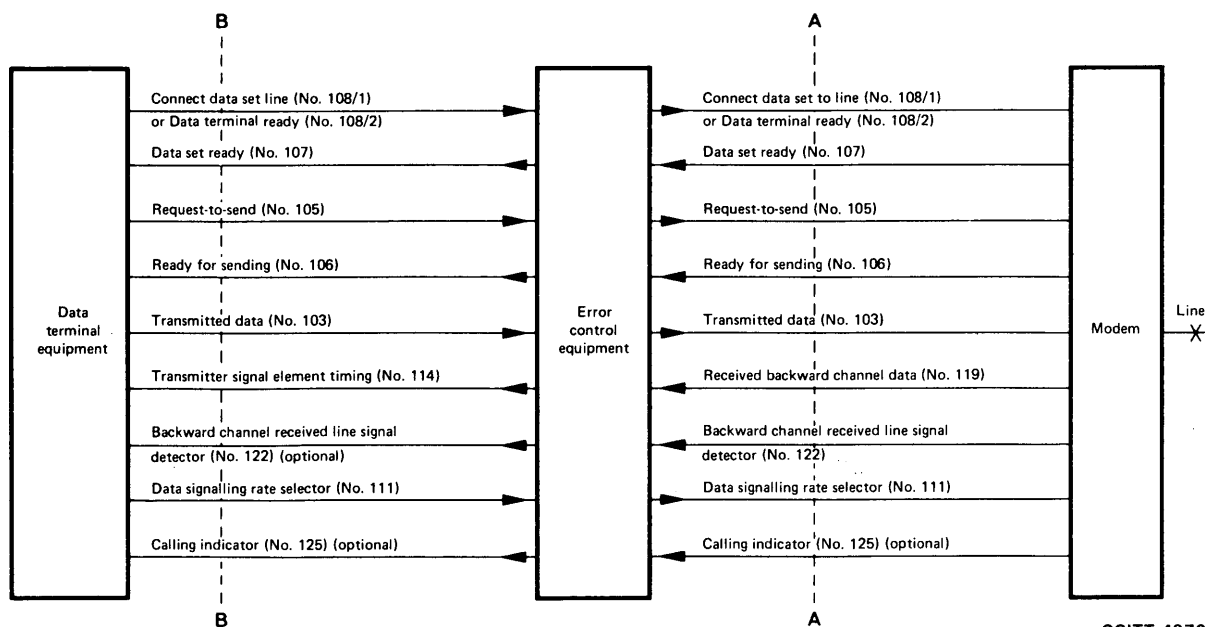 B
A
Connect data set line (No. 108/1)
or Data terminal ready (No. 108/2)
Data set ready (No. 107)
Request-to-send (No. 105)
Ready for sending (No. 106)
Data
terminal
equipment
Transmitted data (No. 103)
Transmitter signal element timing (No. 114)
Backward channel received line signal
detector (No. 122) (optional)
Data signalling rate selector (No. 111)
Calling indicator (No. 125) (optional)
Error
control
equipment
Connect data set to line (No. 108/1)
or Data terminal ready (No. 108/2)
Data set ready (No. 107)
Request-to-send (No. 105)
Ready for sending (No. 106)
Transmitted data (No. 103)
Received backward channel data (No. 119)
Backward channel received line signal
detector (No. 122)
Data signalling rate selector (No. 111)
Calling indicator (No. 125) (optional)
Modem
Line
B
A